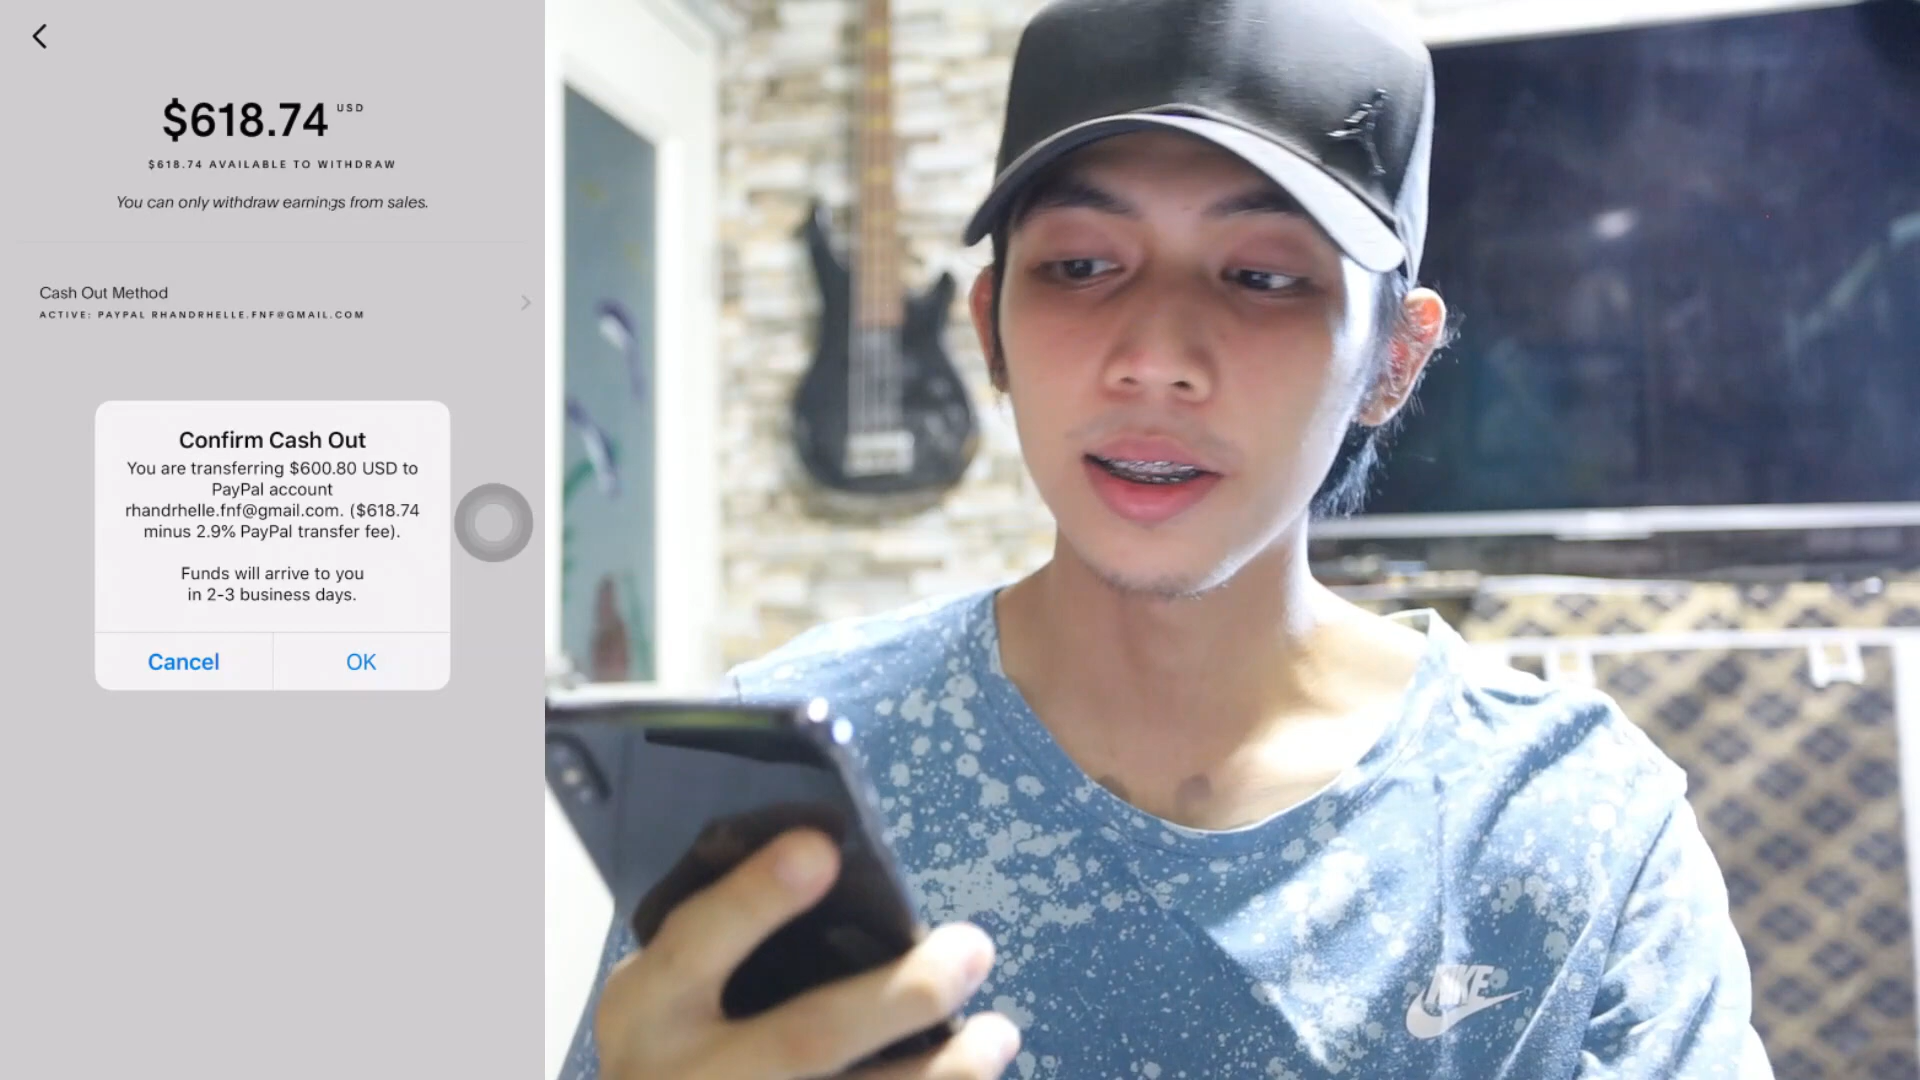 $618.74 USD
$618.74 AVAILABLE TO WITHDRAW
You can only withdraw earnings from sales.
Cash Out Method
ACTIVE: PAYPAL RHANDRHELLE.FNF@GMAIL.COM
Confirm Cash Out
You are transferring $600.80 USD to
PayPal account
rhandrhelle.fnf@gmail.com. ($618.74
minus 2.9% PayPal transfer fee).
Funds will arrive to you
in 2-3 business days.
Cancel
OK
NIKE